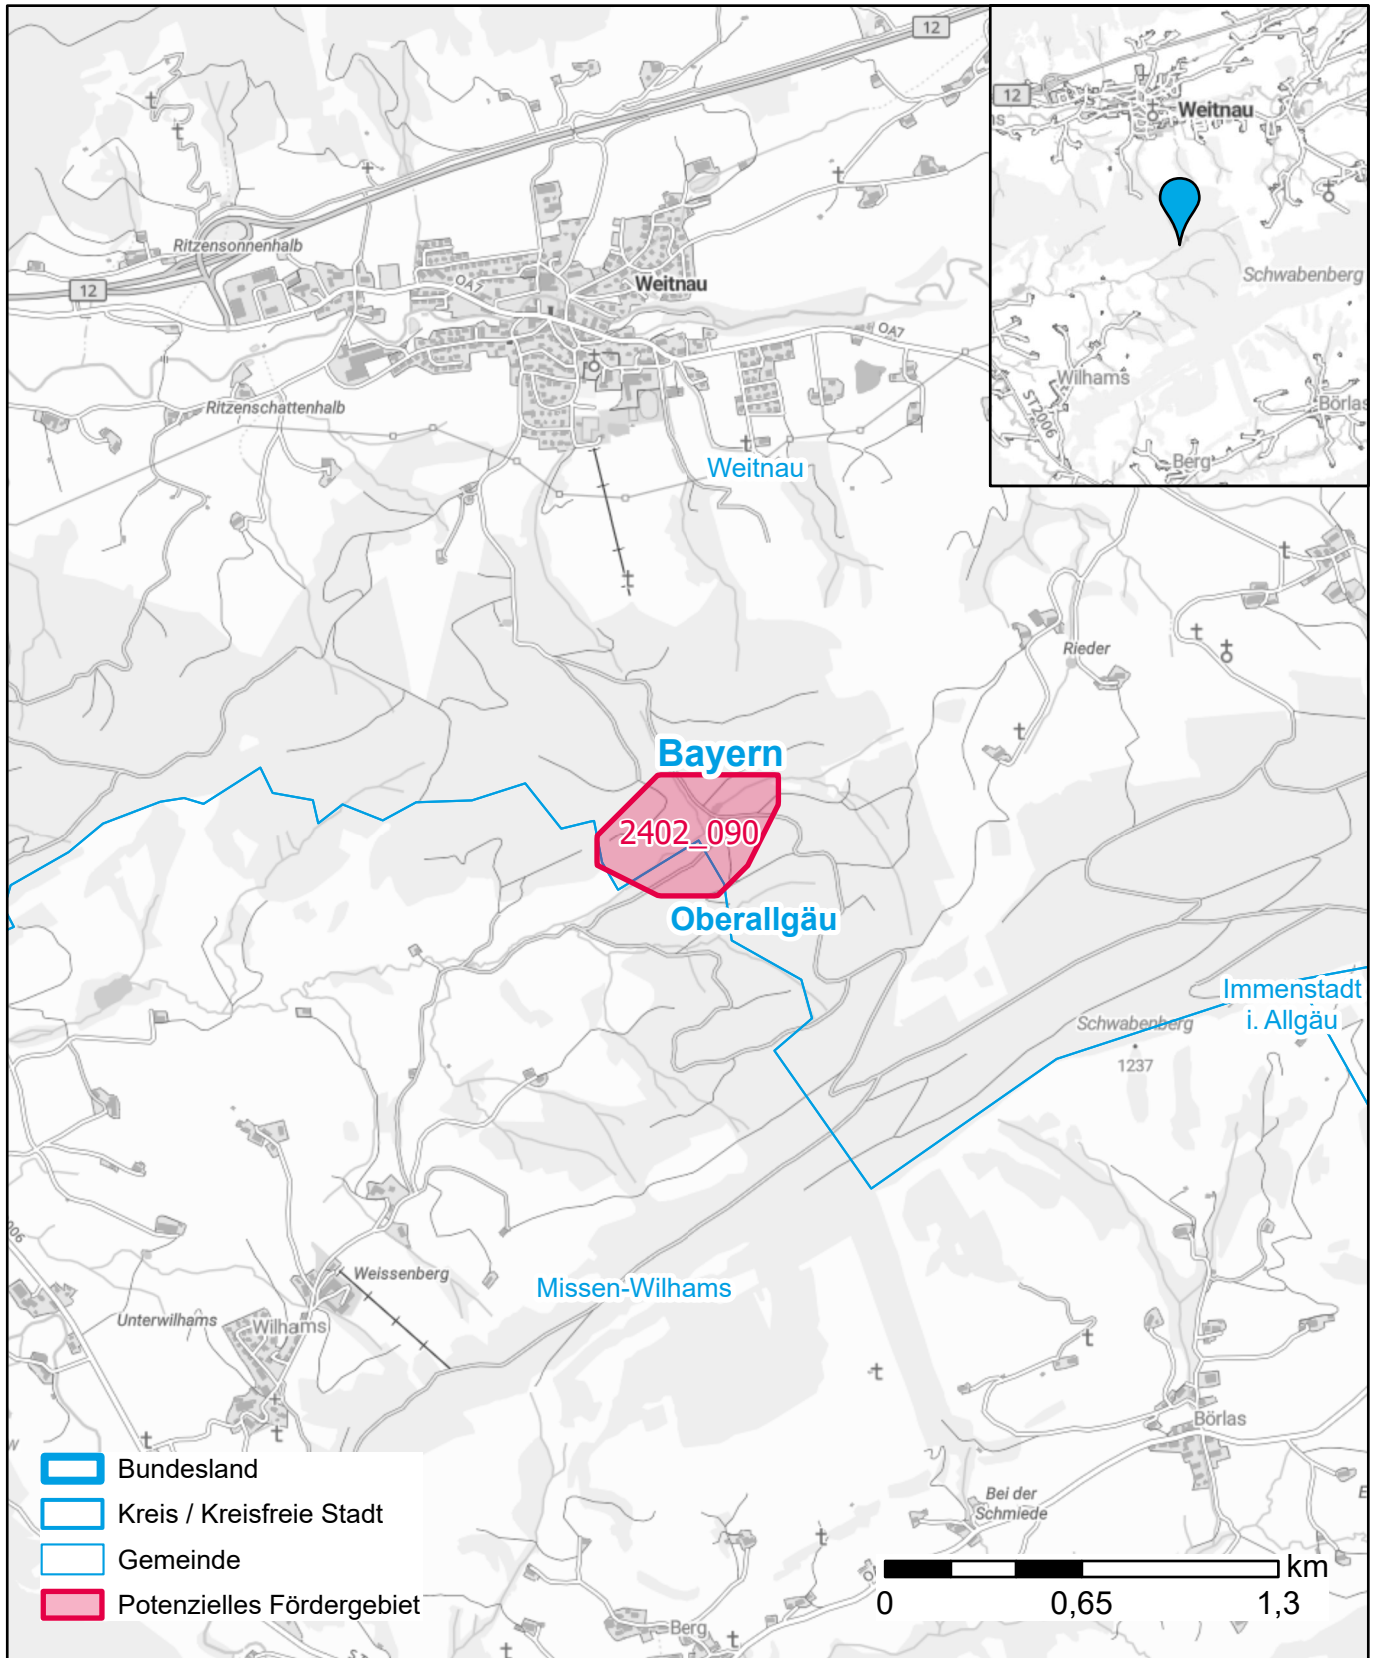 12
Ritzensonnenhalb
12
OA7
Weitnau
OA7
Ritzenschattenhalb
Weitnau
12
Weitnau
Schwabenberg
Wilhams
ST2006
Börlas
Berg
Rieder
Bayern
2402_090
Oberallgäu
Immenstadt
i. Allgäu
Schwabenberg
1237
Weissenberg
Missen-Wilhams
Unterwilhams
Wilhams
Börlas
Bei der
Schmiede
Berg
Bundesland
Kreis / Kreisfreie Stadt
Gemeinde
Potenzielles Fördergebiet
km
0 0,65 1,3